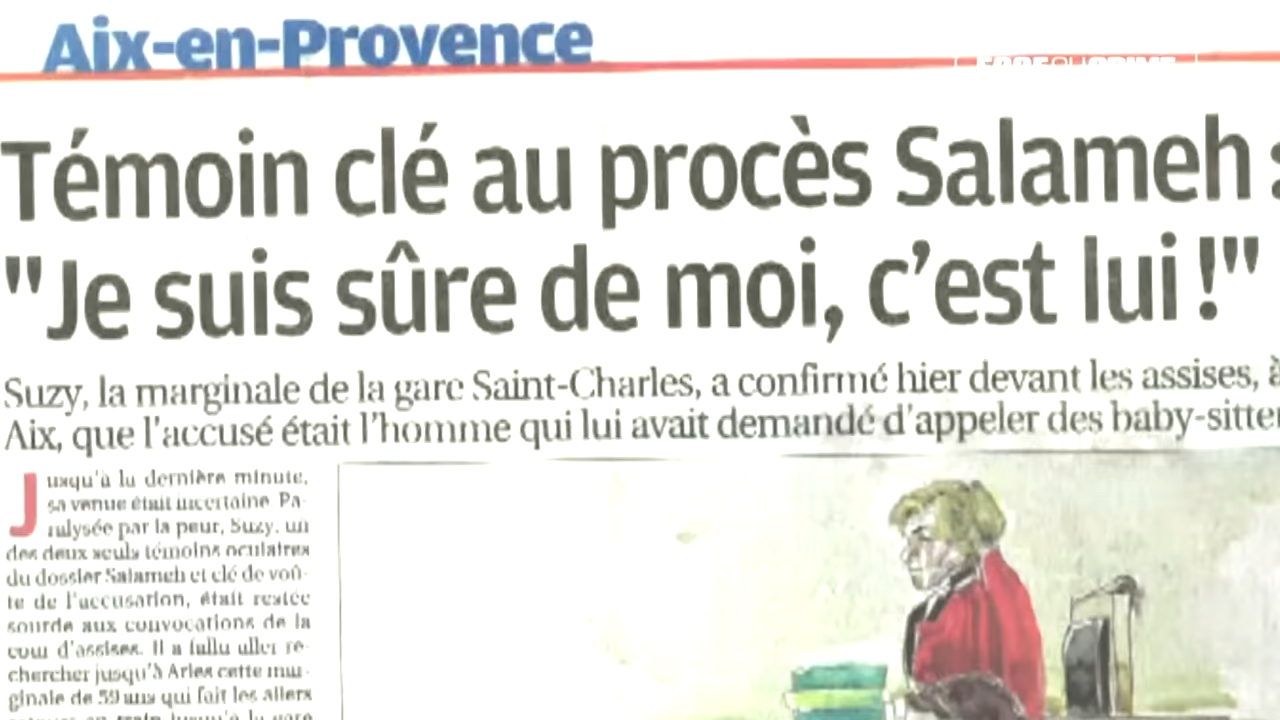 Aix-en-Provence
Témoin clé au procès Salameh :
"Je suis sûre de moi, c'est lui !"
Suzy, la marginale de la gare Saint-Charles, a confirmé hier devant les assises, à
Aix, que l'accusé était l'homme qui lui avait demandé d'appeler des baby-sitter
Jusqu'à la dernière minute,
sa venue était incertaine. Pa-
ralysée par la peur, Suzy, un
des deux seuls témoins oculaires
du dossier Salameh et clé de voû-
te de l'accusation, était restée
sourde aux convocations de la
cour d'assises. Il a fallu aller re-
chercher jusqu'à Arles cette mar-
ginale de 59 ans qui fait les allers
en train jusqu'à la gare